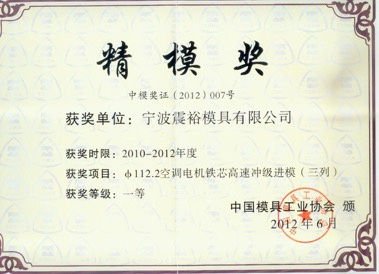 精模奖
中模奖证（2012）007号
获奖单位：宁波震裕模具有限公司
获奖时限：2010-2012年度
获奖项目：φ112.2空调电机铁芯高速冲级进模（三列）
获奖等级：一等
中国模具工业协会 颁
2012年6月